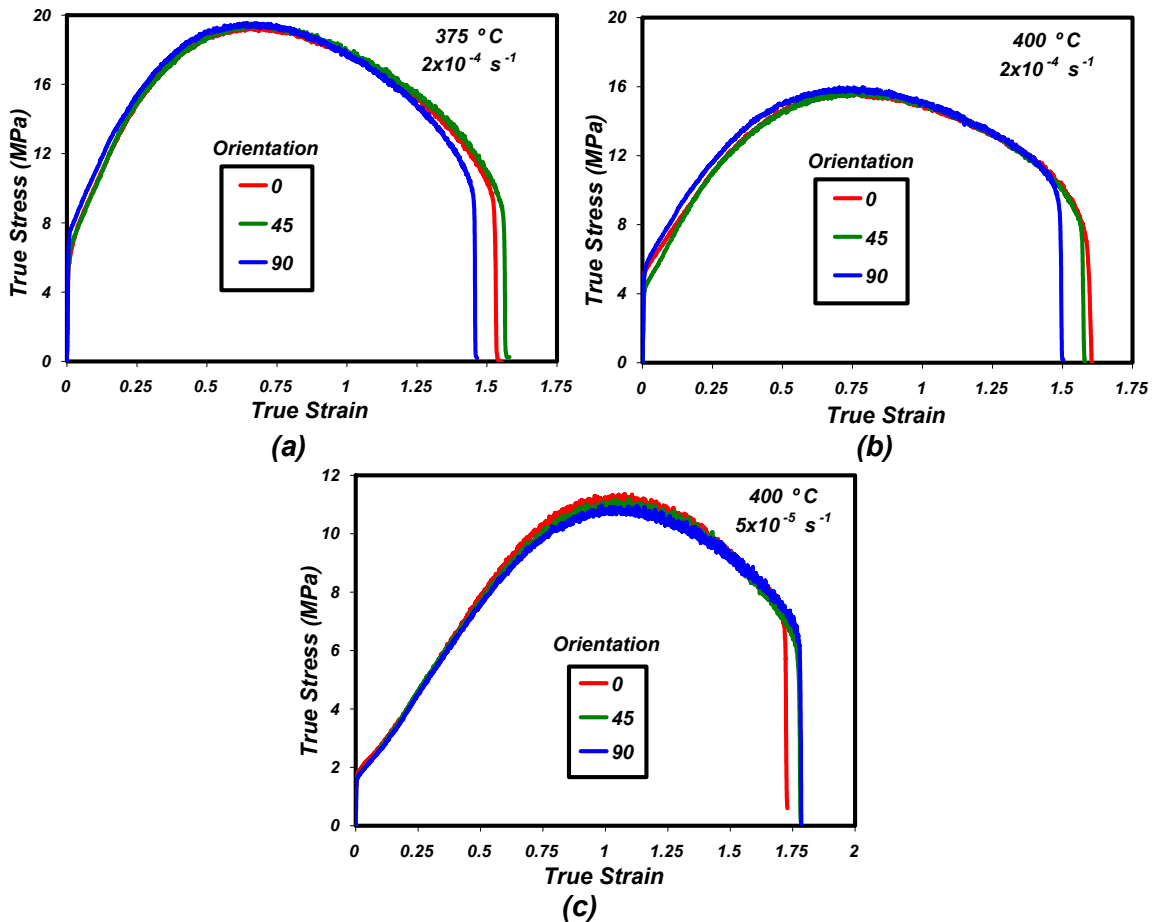 375 º C
2x10⁻⁴ s⁻¹
Orientation
0
45
90
True Stress (MPa)
20
16
12
8
4
0
0 0.25 0.5 0.75 1 1.25 1.5 1.75
True Strain
(a)
400 º C
2x10⁻⁴ s⁻¹
Orientation
0
45
90
True Stress (MPa)
20
16
12
8
4
0
0 0.25 0.5 0.75 1 1.25 1.5 1.75
True Strain
(b)
400 º C
5x10⁻⁵ s⁻¹
Orientation
0
45
90
True Stress (MPa)
12
10
8
6
4
2
0
0 0.25 0.5 0.75 1 1.25 1.5 1.75 2
True Strain
(c)